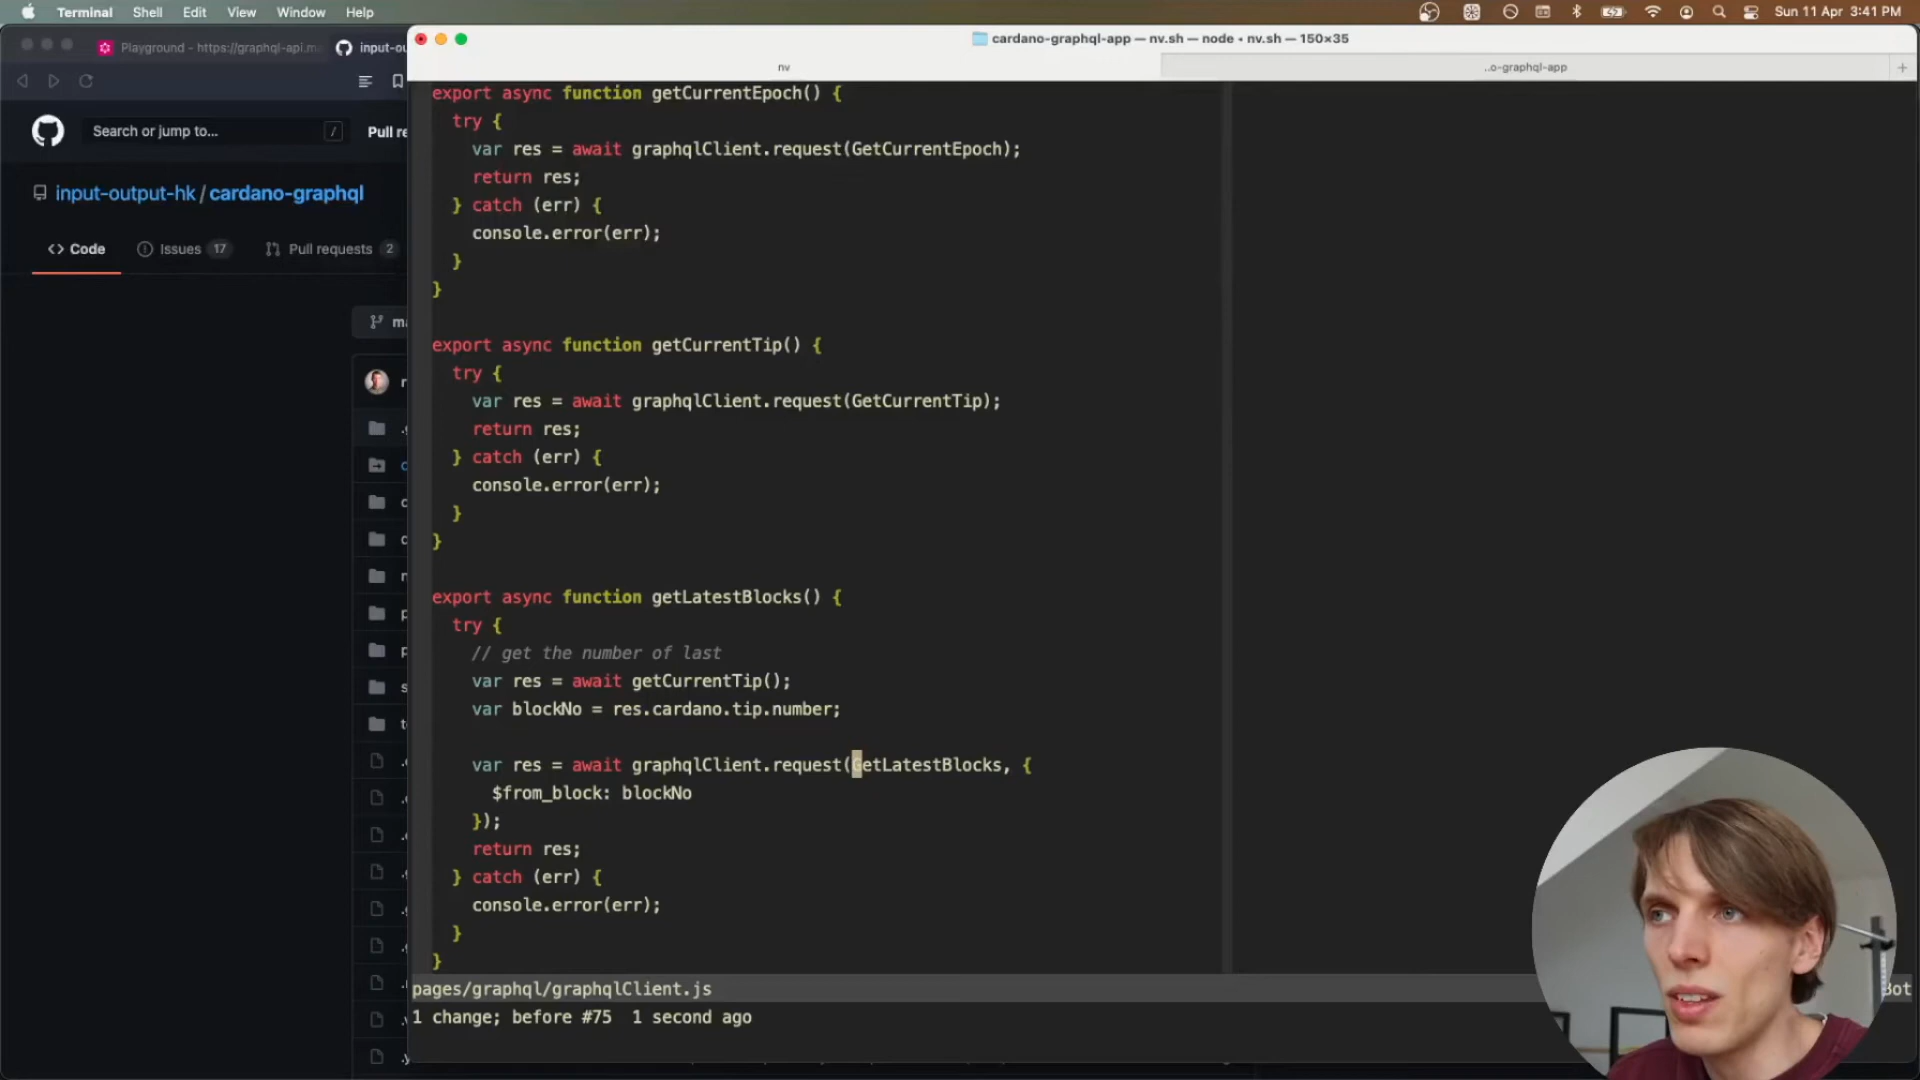 Terminal Shell Edit View Window Help
Sun 11 Apr 3:41 PM
Playground - https://graphql-api.m
input-ou
cardano-graphql-app — nv.sh — node ◂ nv.sh — 150×35
nv
..o-graphql-app
Search or jump to...
/
Pull re
input-output-hk / cardano-graphql
<> Code
Issues 17
Pull requests 2
ma
export async function getCurrentEpoch() {
try {
var res = await graphqlClient.request(GetCurrentEpoch);
return res;
} catch (err) {
console.error(err);
}
}
export async function getCurrentTip() {
try {
var res = await graphqlClient.request(GetCurrentTip);
return res;
} catch (err) {
console.error(err);
}
}
export async function getLatestBlocks() {
try {
// get the number of last
var res = await getCurrentTip();
var blockNo = res.cardano.tip.number;
var res = await graphqlClient.request(GetLatestBlocks, {
$from_block: blockNo
});
return res;
} catch (err) {
console.error(err);
}
}
pages/graphql/graphqlClient.js
Bot
1 change; before #75 1 second ago